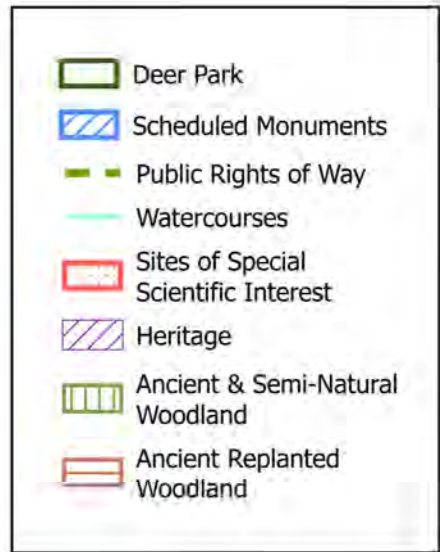 Deer Park
Scheduled Monuments
Public Rights of Way
Watercourses
Sites of Special
Scientific Interest
Heritage
Ancient & Semi-Natural
Woodland
Ancient Replanted
Woodland